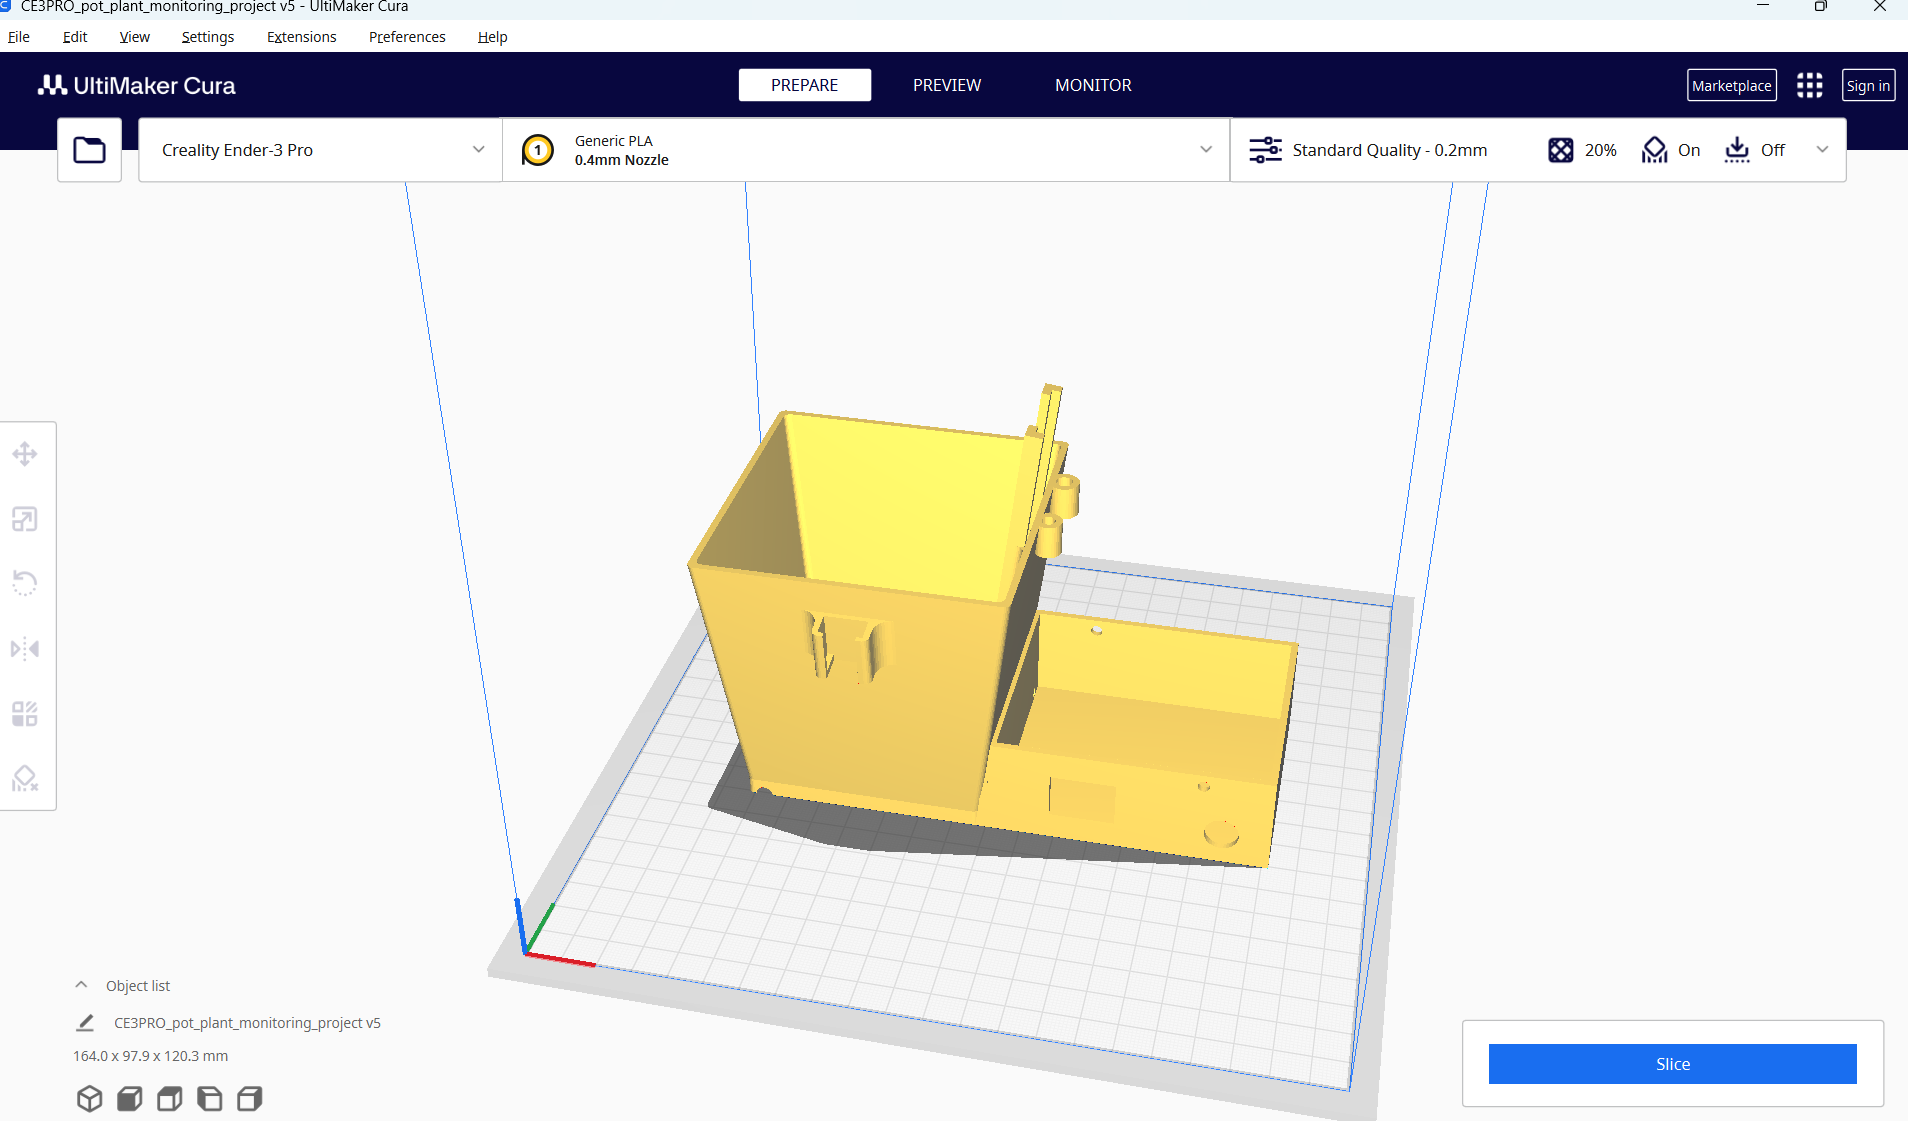 CE3PRO_pot_plant_monitoring_project v5 - UltiMaker Cura
File Edit View Settings Extensions Preferences Help
UltiMaker Cura
PREPARE PREVIEW MONITOR
Marketplace
Sign in
Creality Ender-3 Pro
1
Generic PLA
0.4mm Nozzle
Standard Quality - 0.2mm
20%
On
Off
Object list
CE3PRO_pot_plant_monitoring_project v5
164.0 x 97.9 x 120.3 mm
Slice